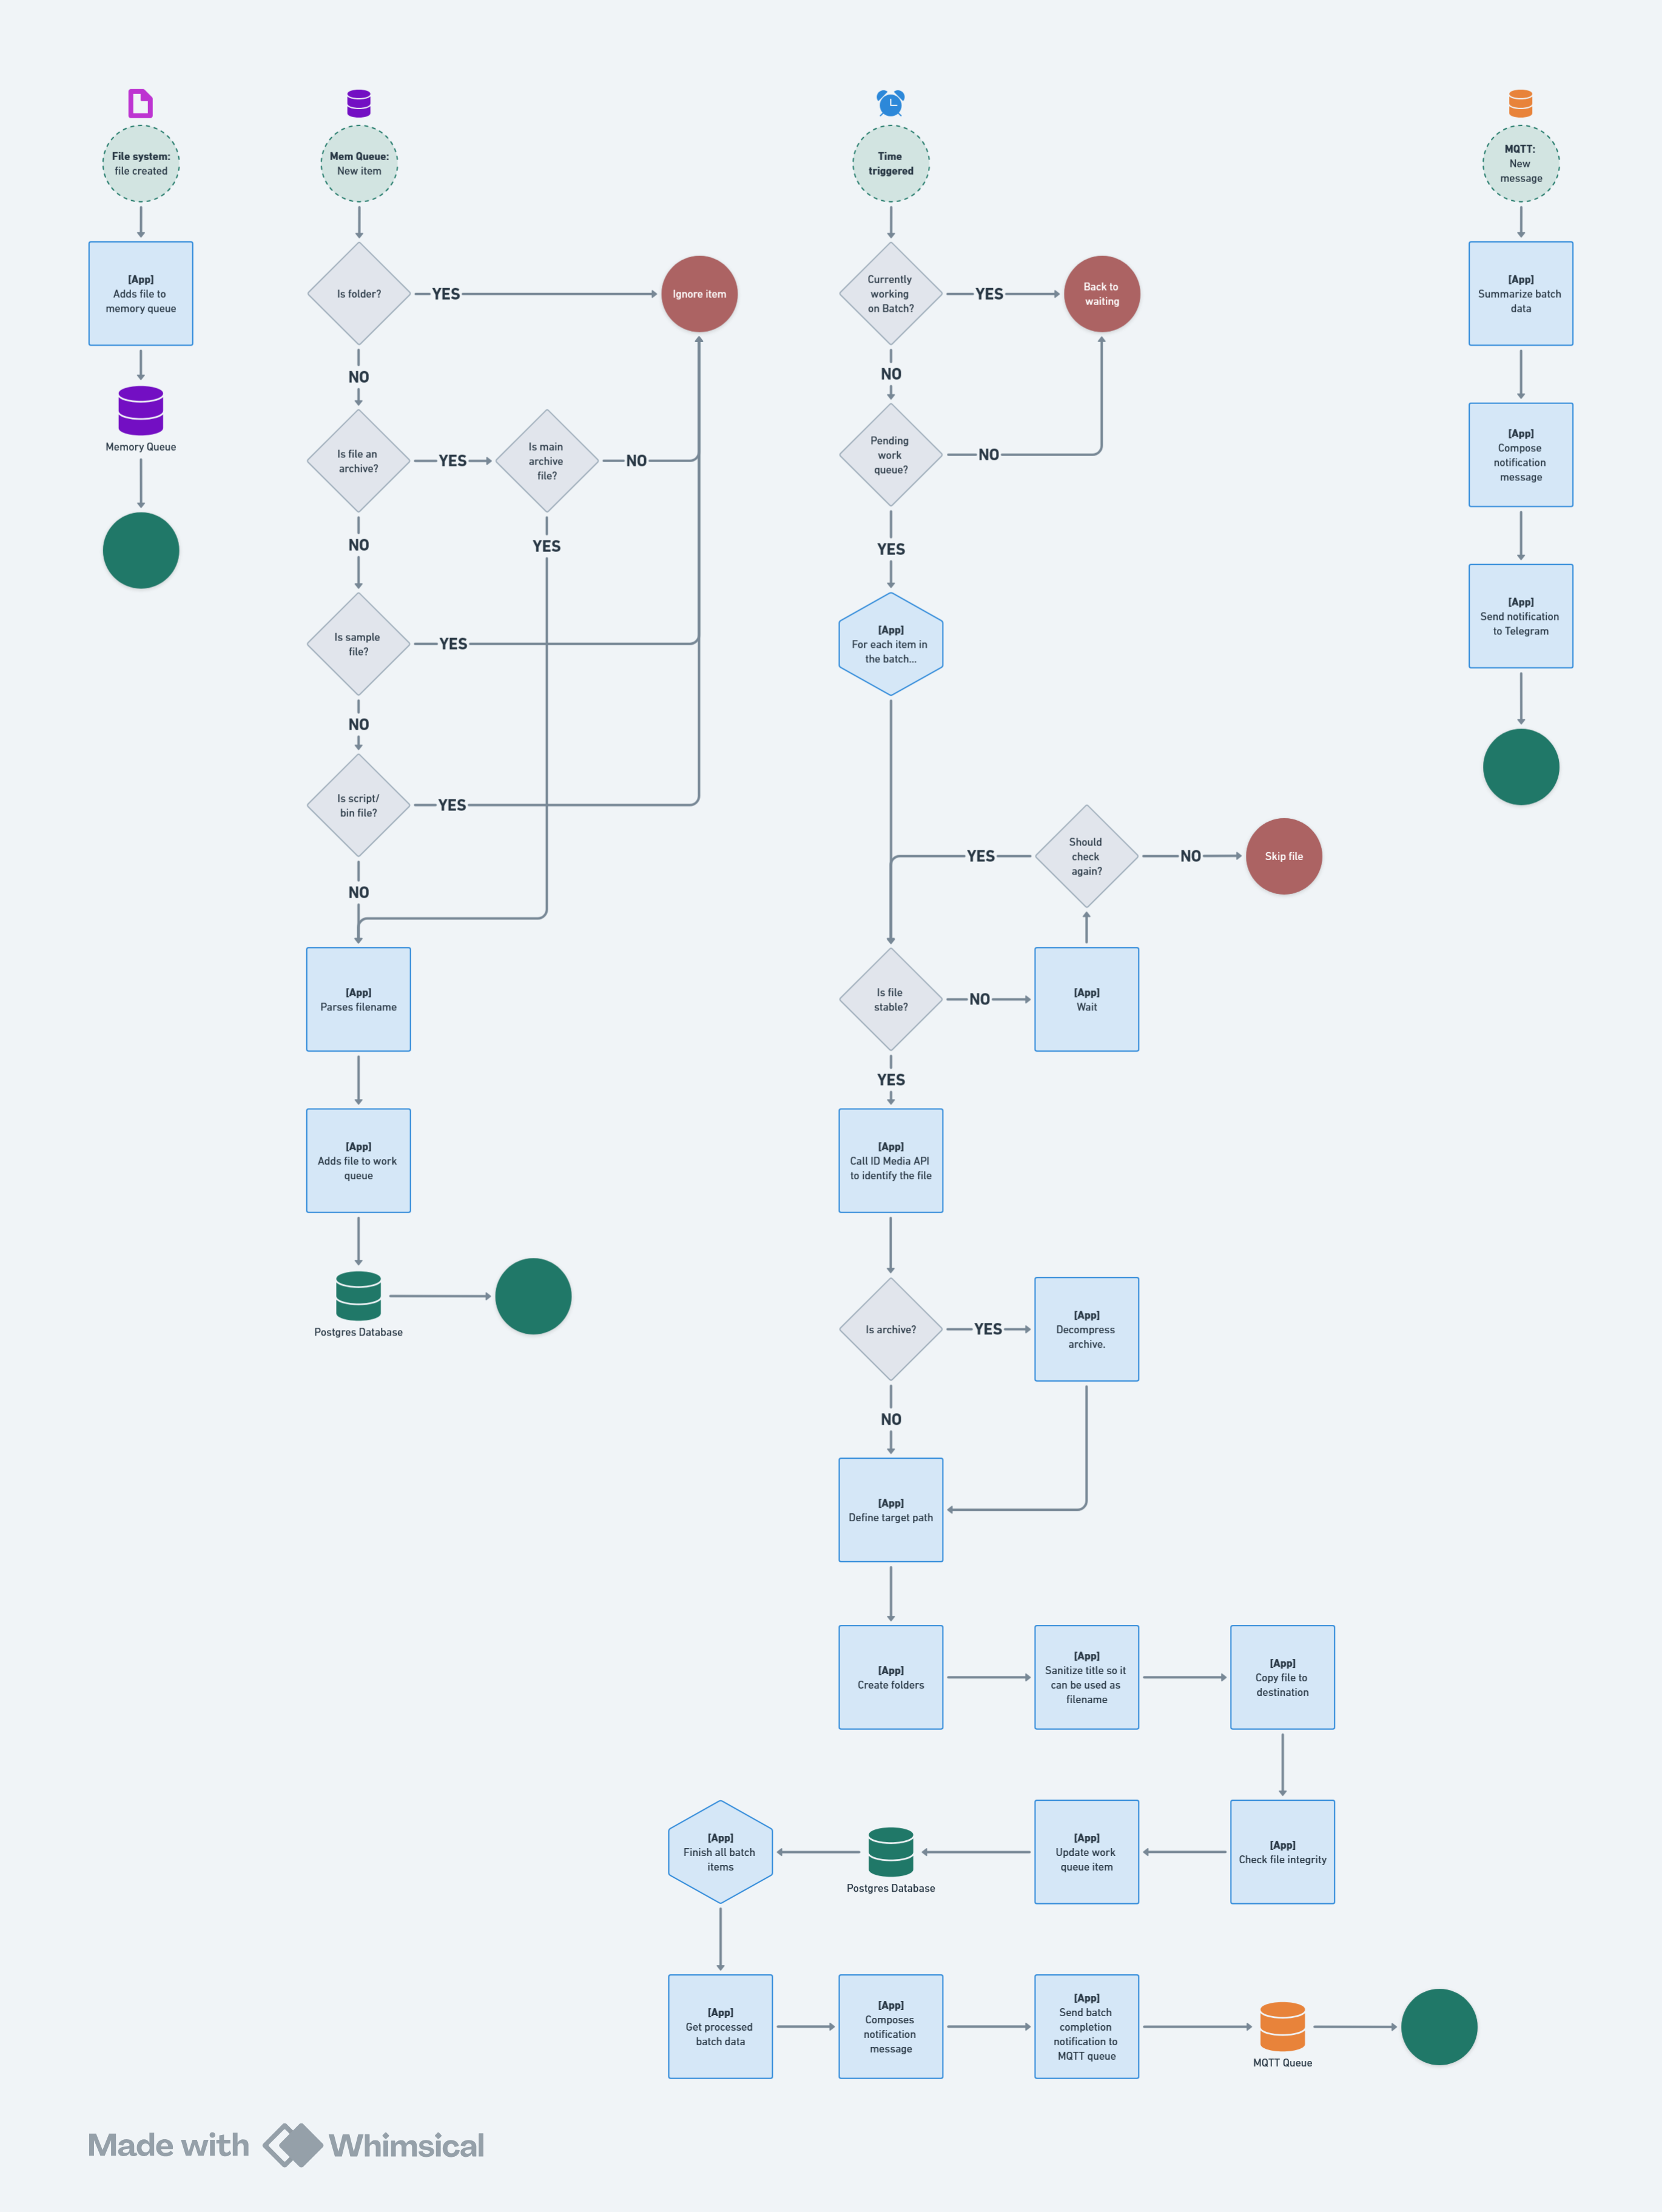 File system:
file created
[App]
Adds file to
memory queue
Memory Queue
Mem Queue:
New item
Is folder?
YES
Ignore item
NO
Is file an
archive?
YES
Is main
archive
file?
NO
NO
YES
Is sample
file?
YES
NO
Is script/
bin file?
YES
NO
[App]
Parses filename
[App]
Adds file to work
queue
Postgres Database
Time
triggered
Currently
working
on Batch?
YES
Back to
waiting
NO
Pending
work
queue?
NO
YES
[App]
For each item in
the batch...
Should
check
again?
YES
NO
Skip file
Is file
stable?
NO
[App]
Wait
YES
[App]
Call ID Media API
to identify the file
Is archive?
YES
[App]
Decompress
archive.
NO
[App]
Define target path
[App]
Create folders
[App]
Sanitize title so it
can be used as
filename
[App]
Copy file to
destination
[App]
Check file integrity
[App]
Update work
queue item
Postgres Database
[App]
Finish all batch
items
[App]
Get processed
batch data
[App]
Composes
notification
message
[App]
Send batch
completion
notification to
MQTT queue
MQTT Queue
MQTT:
New
message
[App]
Summarize batch
data
[App]
Compose
notification
message
[App]
Send notification
to Telegram
Made with Whimsical